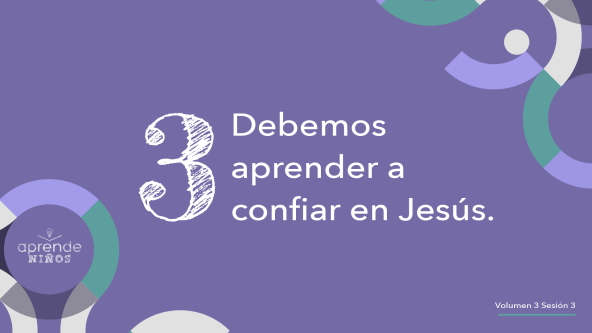 3
Debemos
aprender a
confiar en Jesús.
aprende
NIÑOS
Volumen 3 Sesión 3